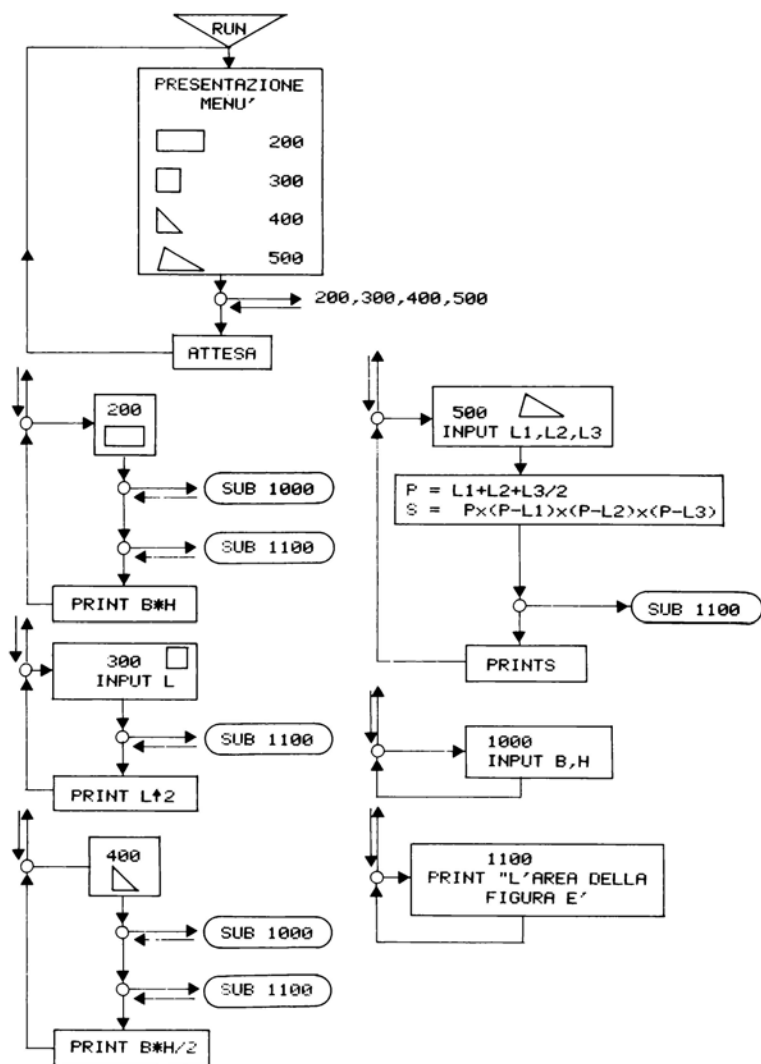 RUN
PRESENTAZIONE
MENU'
200
300
400
500
200,300,400,500
ATTESA
200
SUB 1000
SUB 1100
PRINT B*H
300
INPUT L
SUB 1100
PRINT L↑2
400
SUB 1000
SUB 1100
PRINT B*H/2
500
INPUT L1,L2,L3
P = L1+L2+L3/2
S = P×(P-L1)×(P-L2)×(P-L3)
SUB 1100
PRINTS
1000
INPUT B,H
1100
PRINT "L'AREA DELLA
FIGURA E'